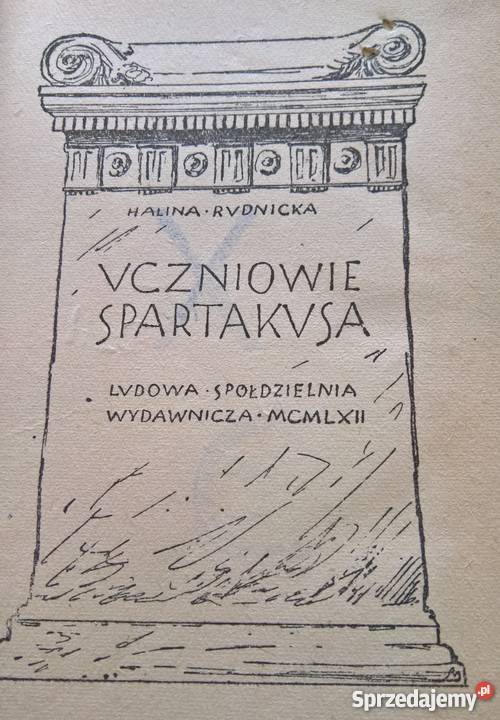 HALINA · RVDNICKA
VCZNIOWIE
SPARTAKVSA
LVDOWA · SPÓŁDZIELNIA
WYDAWNICZA · MCMLXII
Sprzedajemy.pl